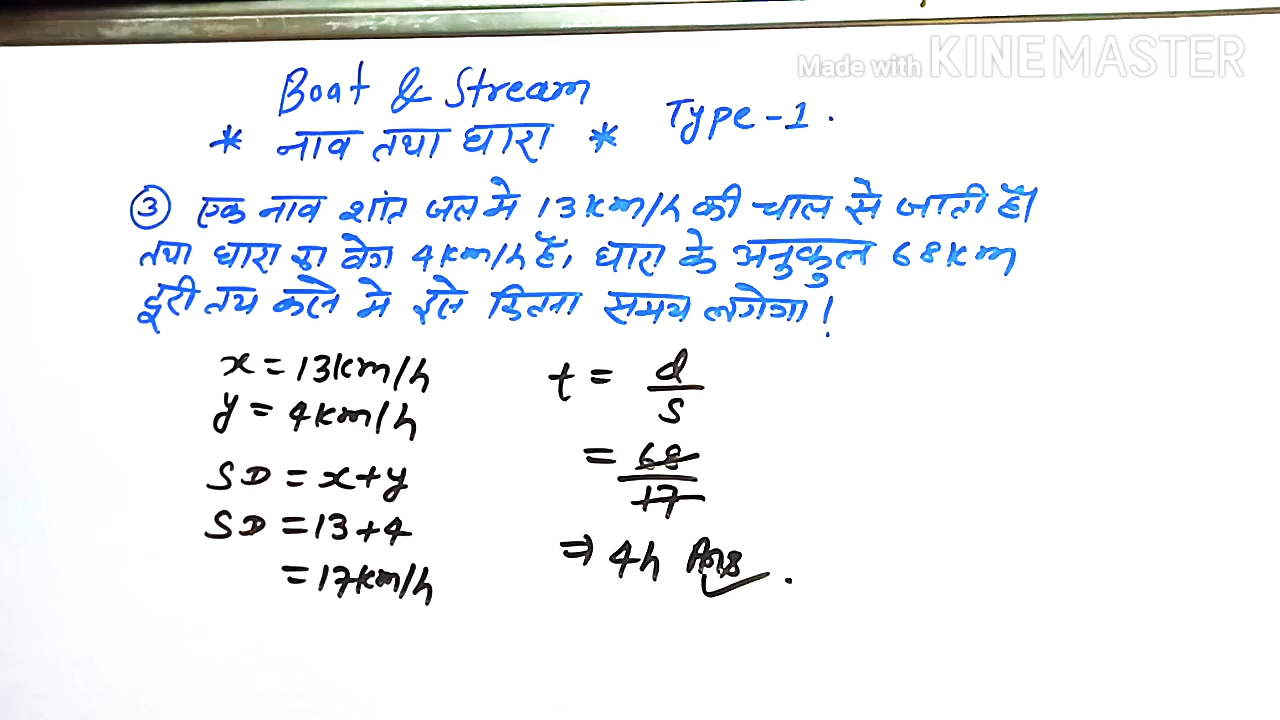 Made with KINEMASTER
Boat & Stream
* नाव तथा धारा * Type-1.
③ एक नाव शांत जल मे 13km/h की चाल से जाती है।
तथा धारा का वेग 4km/h है, धारा के अनुकुल 68km
दूरी तय करने मे इसे कितना समय लगेगा!
x = 13km/h
y = 4km/h
SD = x+y
SD = 13+4
= 17km/h
t = d/s
= 68/17
⇒ 4h Ans.